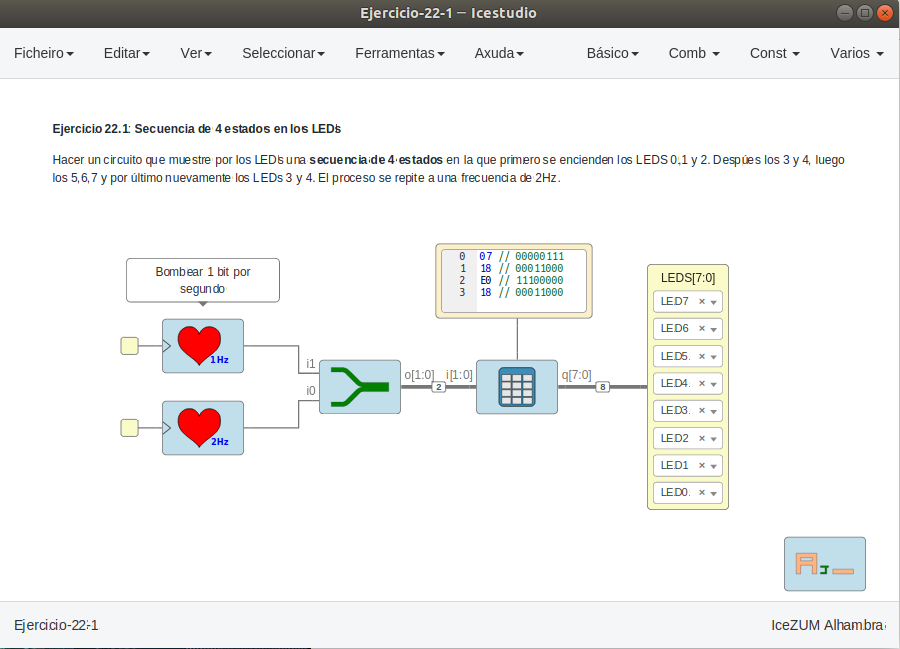 Ejercicio-22-1 — Icestudio
Ficheiro Editar Ver Seleccionar Ferramentas Axuda Básico Comb Const Varios
Ejercicio 22.1: Secuencia de 4 estados en los LEDs
Hacer un circuito que muestre por los LEDs una secuencia de 4 estados en la que primero se encienden los LEDS 0,1 y 2. Despúes los 3 y 4, luego
los 5,6,7 y por último nuevamente los LEDs 3 y 4. El proceso se repite a una frecuencia de 2Hz.
Bombear 1 bit por
segundo
1Hz
2Hz
i1
i0
o[1:0]
2
i[1:0]
0 07 // 00000111
1 18 // 00011000
2 E0 // 11100000
3 18 // 00011000
q[7:0]
8
LEDS[7:0]
LED7
LED6
LED5
LED4
LED3
LED2
LED1
LED0
Ejercicio-22-1
IceZUM Alhambra